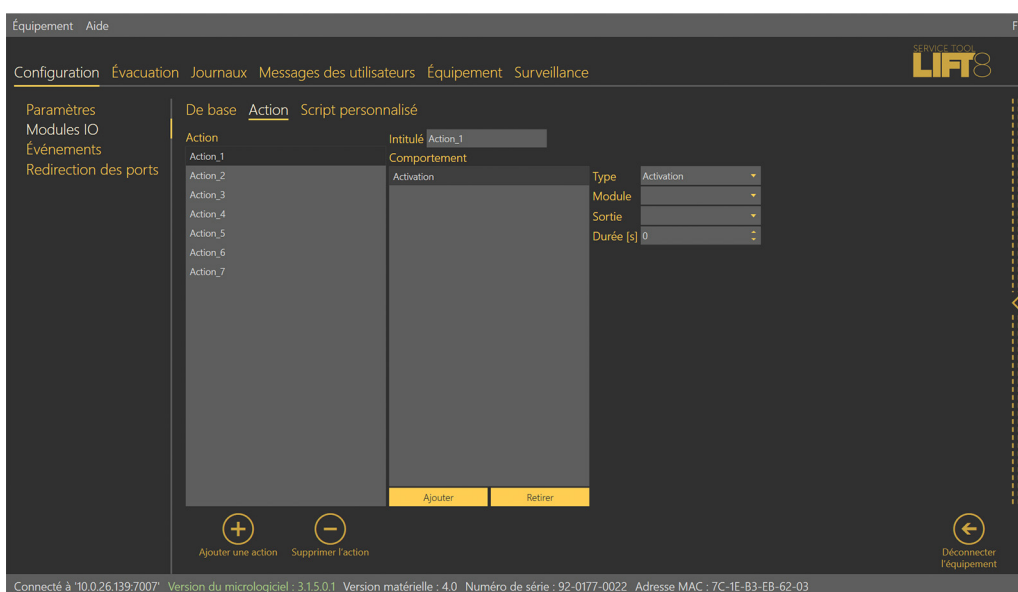 Équipement Aide
F
SERVICE TOOL
LIFT8
Configuration Évacuation Journaux Messages des utilisateurs Équipement Surveillance
Paramètres
Modules IO
Événements
Redirection des ports
De base Action Script personnalisé
Action
Action_1
Action_2
Action_3
Action_4
Action_5
Action_6
Action_7
Intitulé Action_1
Comportement
Activation
Type Activation
Module
Sortie
Durée [s] 0
Ajouter Retirer
Ajouter une action Supprimer l'action
Déconnecter
l'équipement
Connecté à '10.0.26.139:7007' Version du micrologiciel : 3.1.5.0.1 Version matérielle : 4.0 Numéro de série : 92-0177-0022 Adresse MAC : 7C-1E-B3-EB-62-03